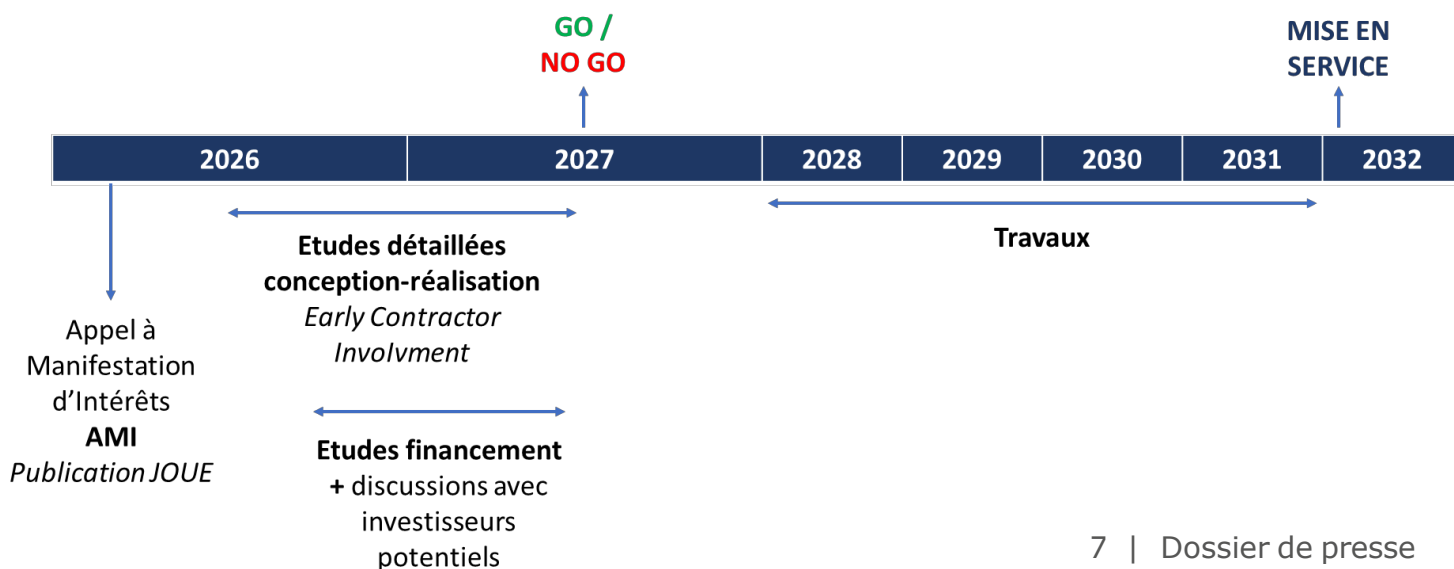 GO /
NO GO
MISE EN
SERVICE
2026
2027
2028
2029
2030
2031
2032
Etudes détaillées
conception-réalisation
Early Contractor
Involvment
Travaux
Appel à
Manifestation
d’Intérêts
AMI
Publication JOUE
Etudes financement
+ discussions avec
investisseurs
potentiels
7 | Dossier de presse